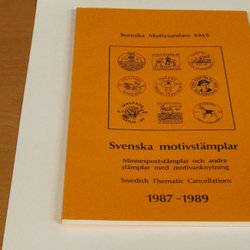 Svenska Motivsamlare SMS
Svenska motivstämplar
Minnespoststämplar och andra
stämplar med motivanknytning
Swedish Thematic Cancellations
1987-1989